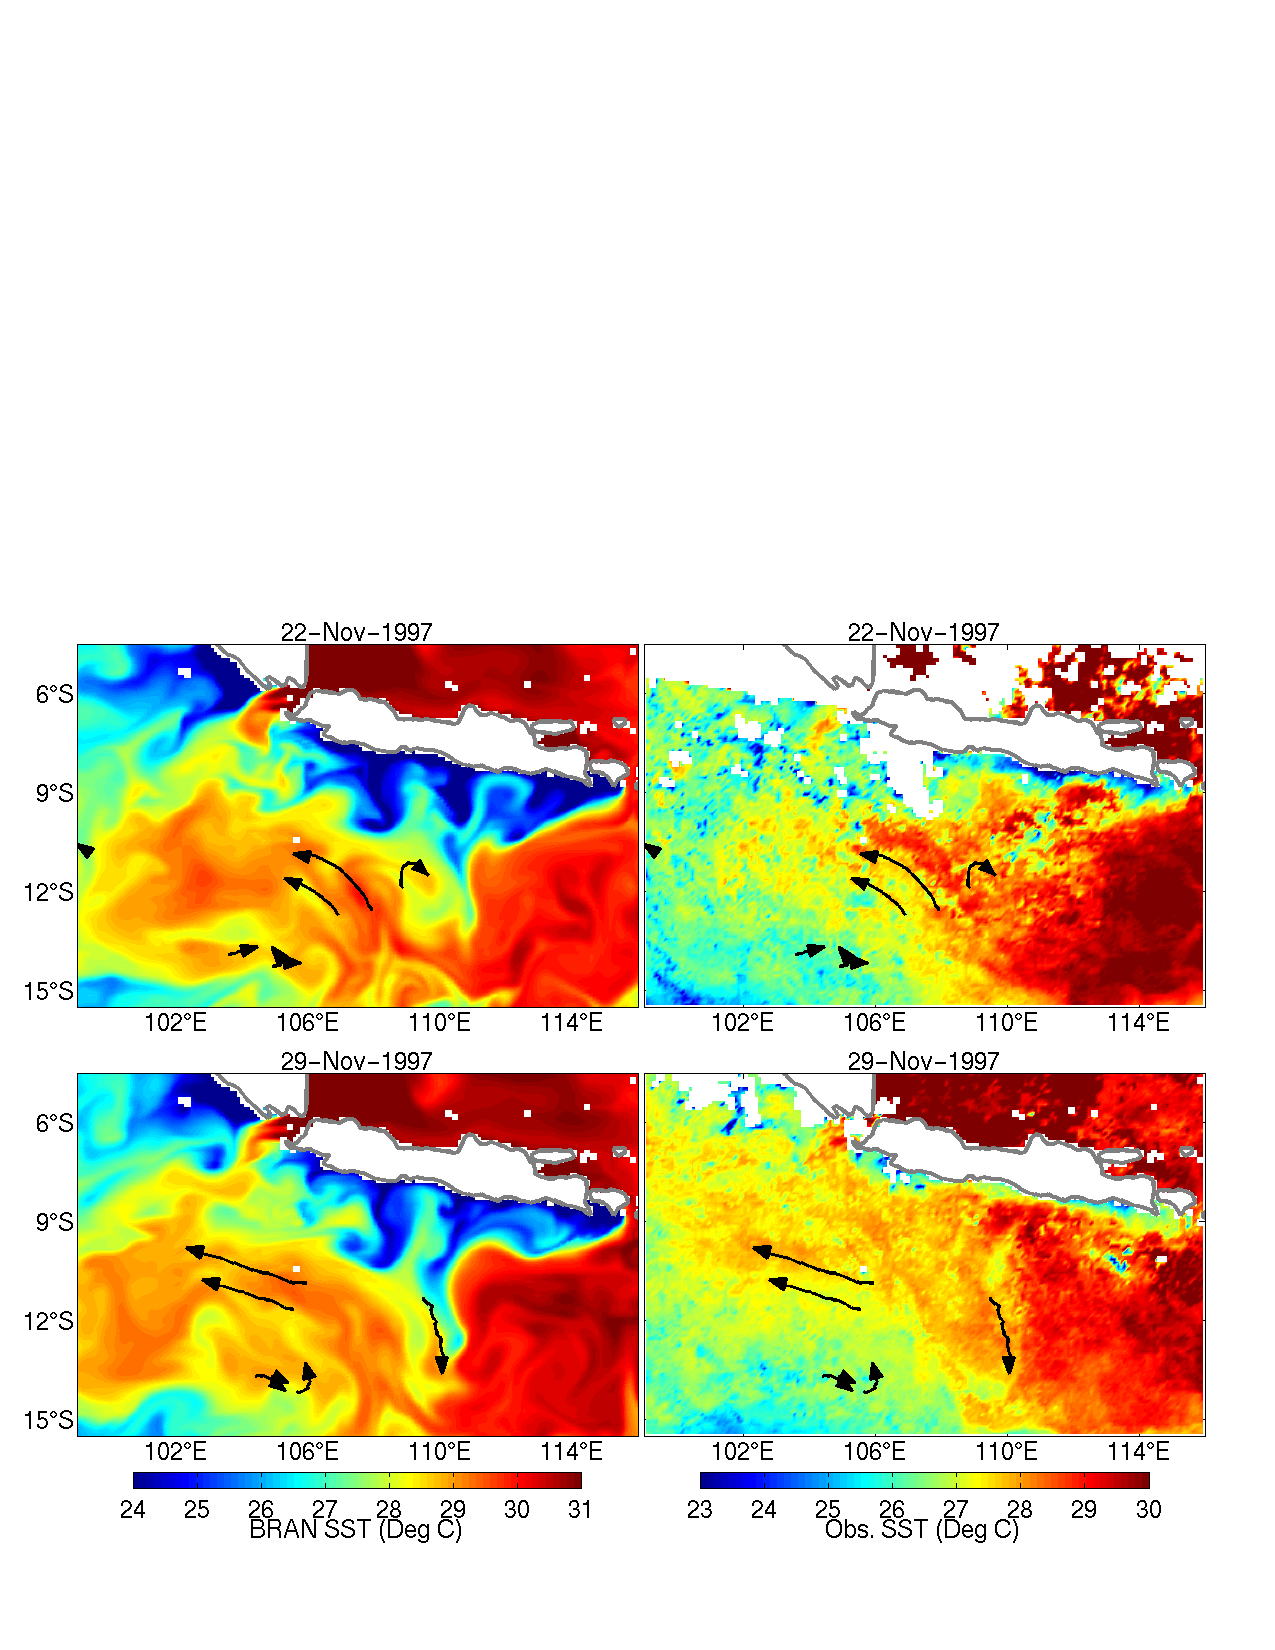 22-Nov-1997 22-Nov-1997
6°S
9°S
12°S
15°S
102°E 106°E 110°E 114°E 102°E 106°E 110°E 114°E
29-Nov-1997 29-Nov-1997
6°S
9°S
12°S
15°S
102°E 106°E 110°E 114°E 102°E 106°E 110°E 114°E
24 25 26 27 28 29 30 31 23 24 25 26 27 28 29 30
BRAN SST (Deg C) Obs. SST (Deg C)